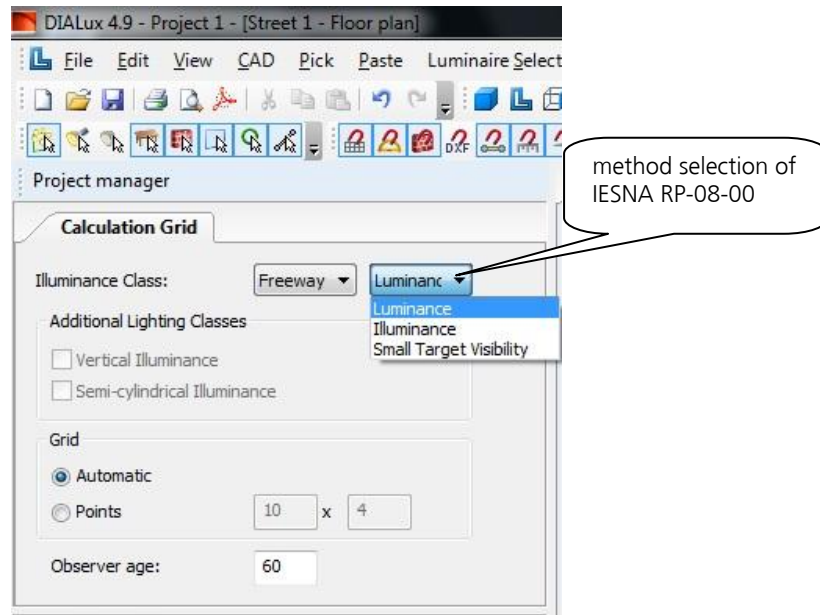 DIALux 4.9 - Project 1 - [Street 1 - Floor plan]
File Edit View CAD Pick Paste Luminaire Select
DXF
Project manager
method selection of
IESNA RP-08-00
Calculation Grid
Illuminance Class: Freeway Luminanc
Luminance
Illuminance
Small Target Visibility
Additional Lighting Classes
Vertical Illuminance
Semi-cylindrical Illuminance
Grid
Automatic
Points 10 x 4
Observer age: 60